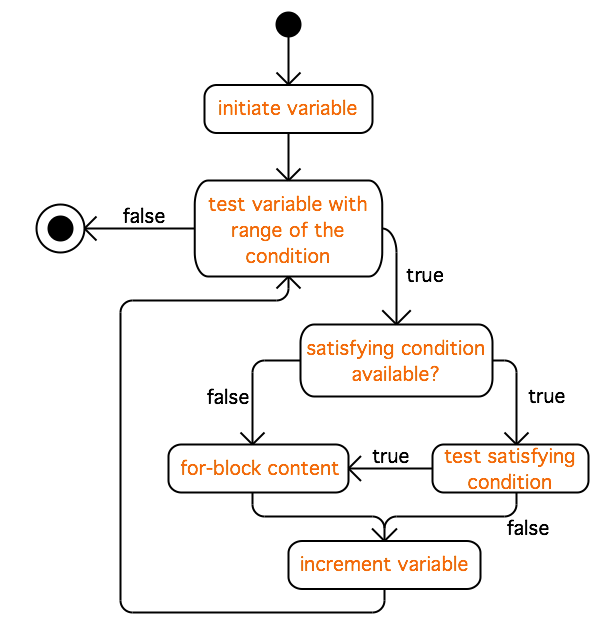 initiate variable
test variable with
range of the
condition
false
true
satisfying condition
available?
false
true
for-block content
true
test satisfying
condition
false
increment variable